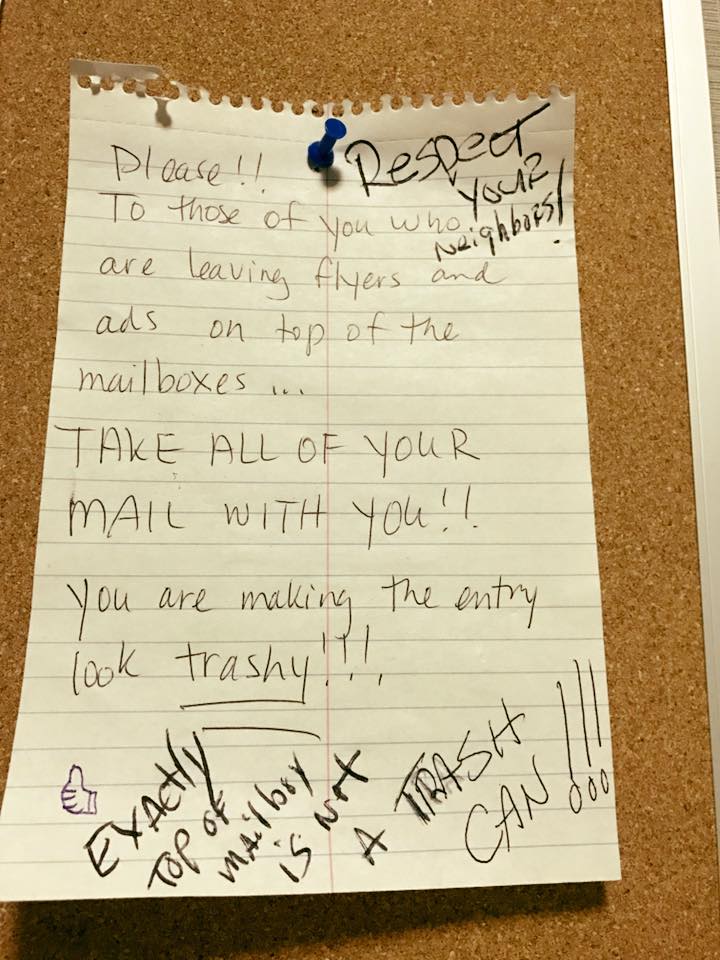 Please!!
Respect
YOUR
Neighbors!
To those of you who
are leaving flyers and
ads on top of the
mailboxes ...
TAKE ALL OF YOUR
MAIL WITH YOU!!
You are making the entry
look trashy!!!
EXACtly
TOP OF
mailboy
is Not
A TRASH
CAN !!!